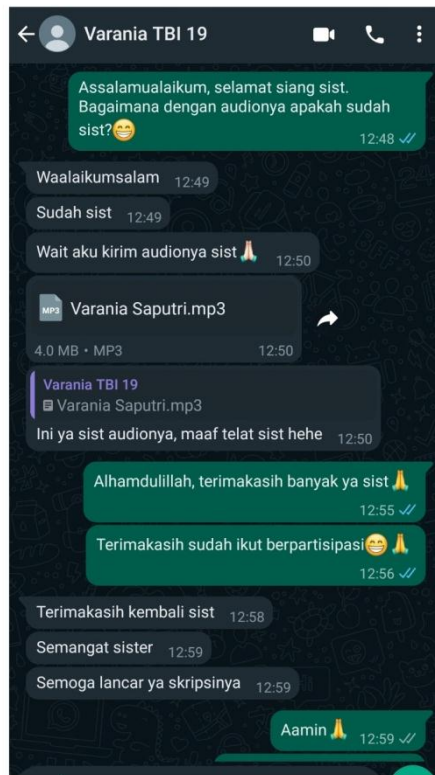 Varania TBI 19
Assalamualaikum, selamat siang sist.
Bagaimana dengan audionya apakah sudah
sist?😁
12:48
Waalaikumsalam 12:49
Sudah sist 12:49
Wait aku kirim audionya sist🙏🏻 12:50
MP3 Varania Saputri.mp3
4.0 MB • MP3 12:50
Varania TBI 19
Varania Saputri.mp3
Ini ya sist audionya, maaf telat sist hehe 12:50
Alhamdulillah, terimakasih banyak ya sist🙏
12:55
Terimakasih sudah ikut berpartisipasi😁🙏
12:56
Terimakasih kembali sist 12:58
Semangat sister 12:59
Semoga lancar ya skripsinya 12:59
Aamin🙏 12:59